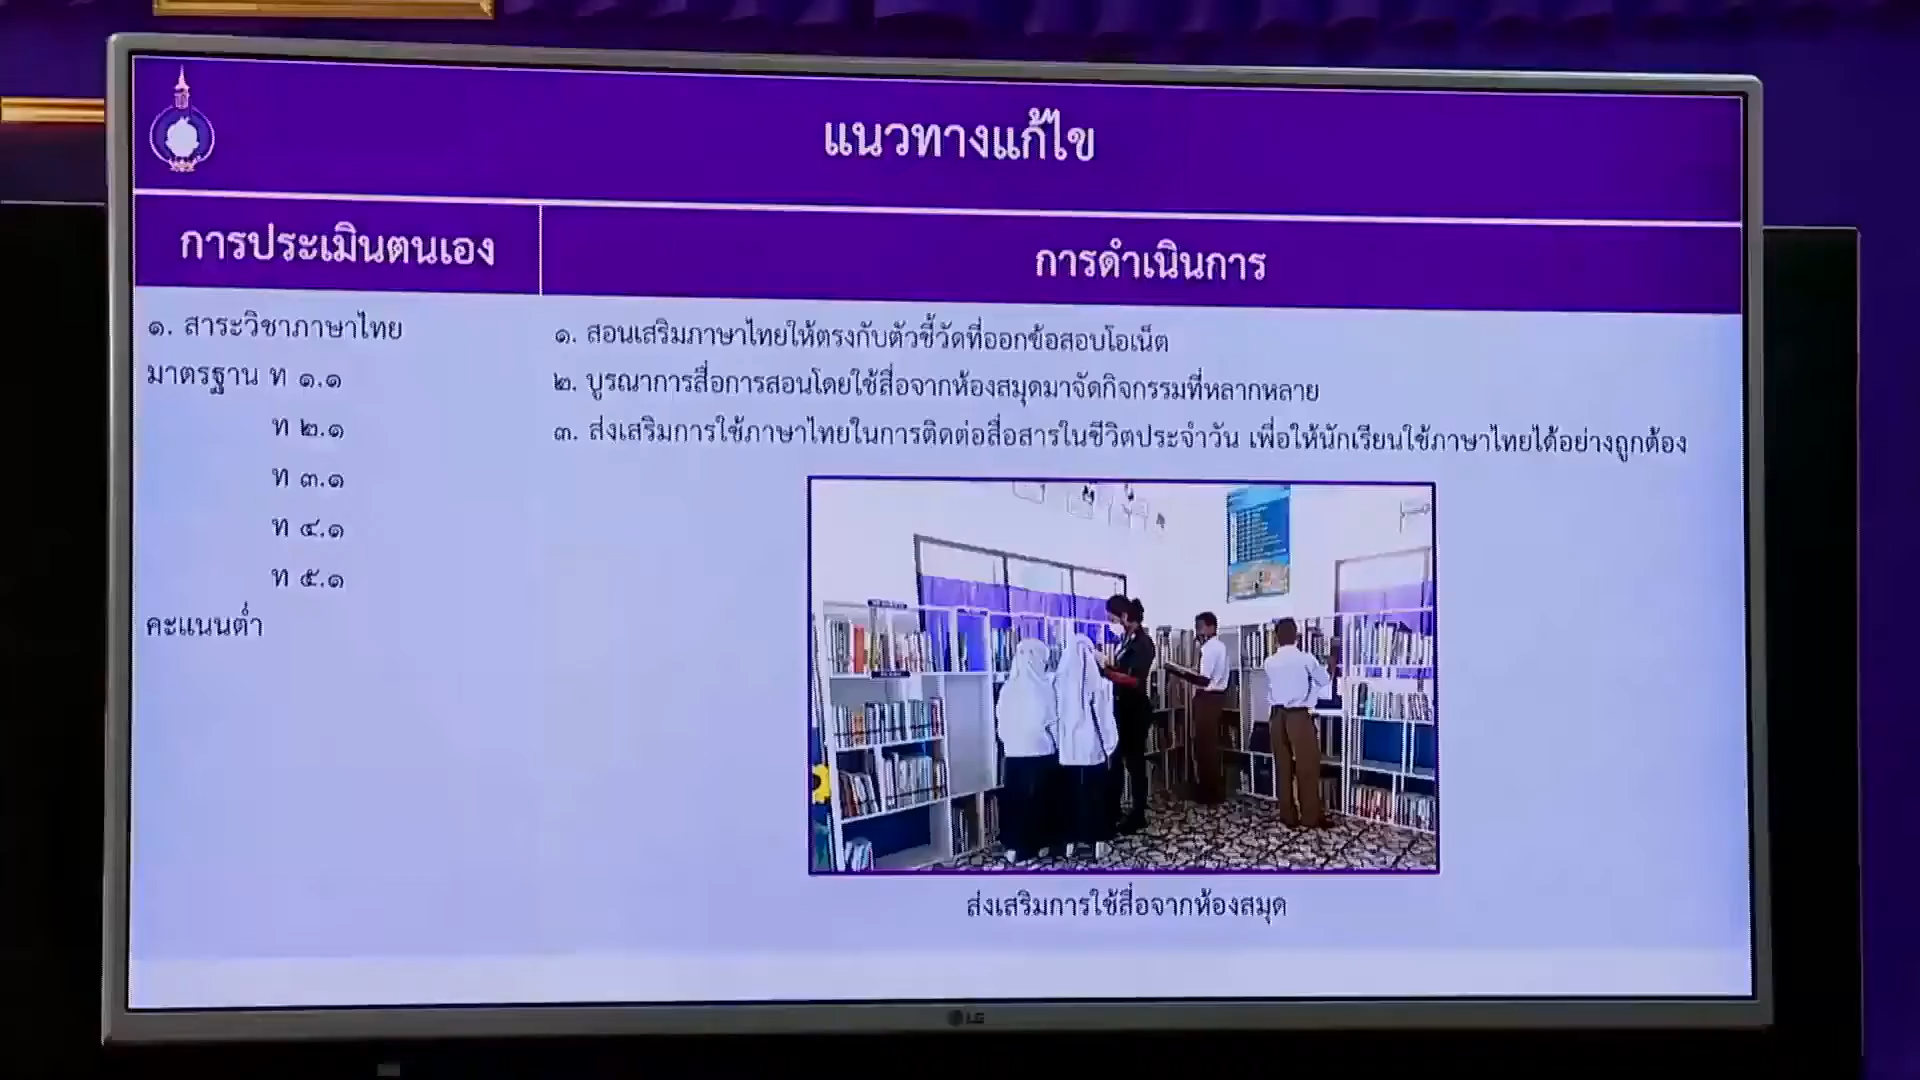 แนวทางแก้ไข
การประเมินตนเอง
การดำเนินการ
๑. สาระวิชาภาษาไทย
มาตรฐาน ท ๑.๑
ท ๒.๑
ท ๓.๑
ท ๔.๑
ท ๕.๑
คะแนนต่ำ
๑. สอนเสริมภาษาไทยให้ตรงกับตัวชี้วัดที่ออกข้อสอบโอเน็ต
๒. บูรณาการสื่อการสอนโดยใช้สื่อจากห้องสมุดมาจัดกิจกรรมที่หลากหลาย
๓. ส่งเสริมการใช้ภาษาไทยในการติดต่อสื่อสารในชีวิตประจำวัน เพื่อให้นักเรียนใช้ภาษาไทยได้อย่างถูกต้อง
ส่งเสริมการใช้สื่อจากห้องสมุด
LG